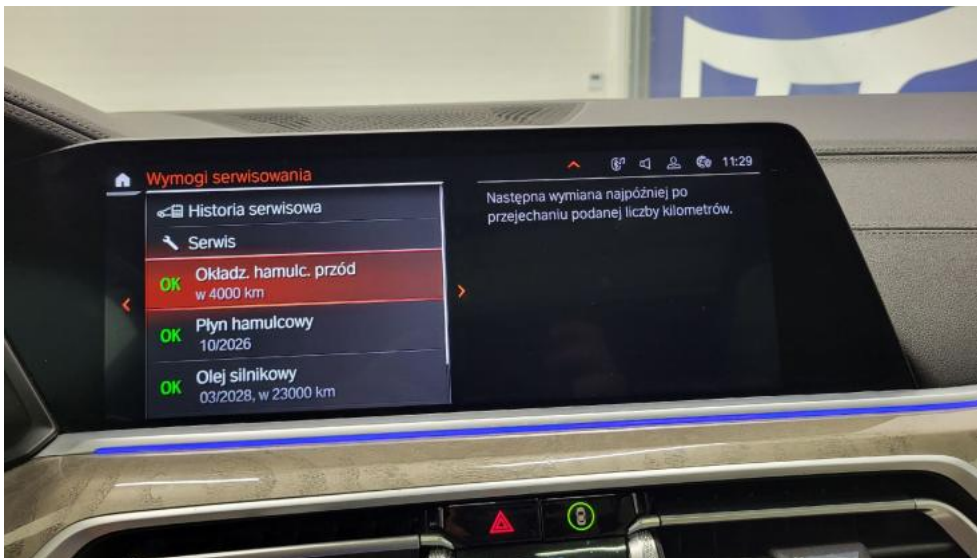 Wymogi serwisowania
11:29
Historia serwisowa
Serwis
OK Okładz. hamulc. przód
w 4000 km
OK Płyn hamulcowy
10/2026
OK Olej silnikowy
03/2028, w 23000 km
Następna wymiana najpóźniej po
przejechaniu podanej liczby kilometrów.